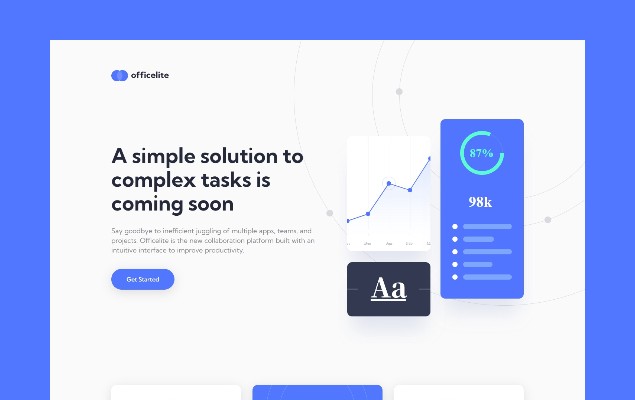 officelite
A simple solution to
complex tasks is
coming soon
Say goodbye to inefficient juggling of multiple apps, teams, and
projects. Officelite is the new collaboration platform built with an
intuitive interface to improve productivity.
Get Started
87%
98k
Aa